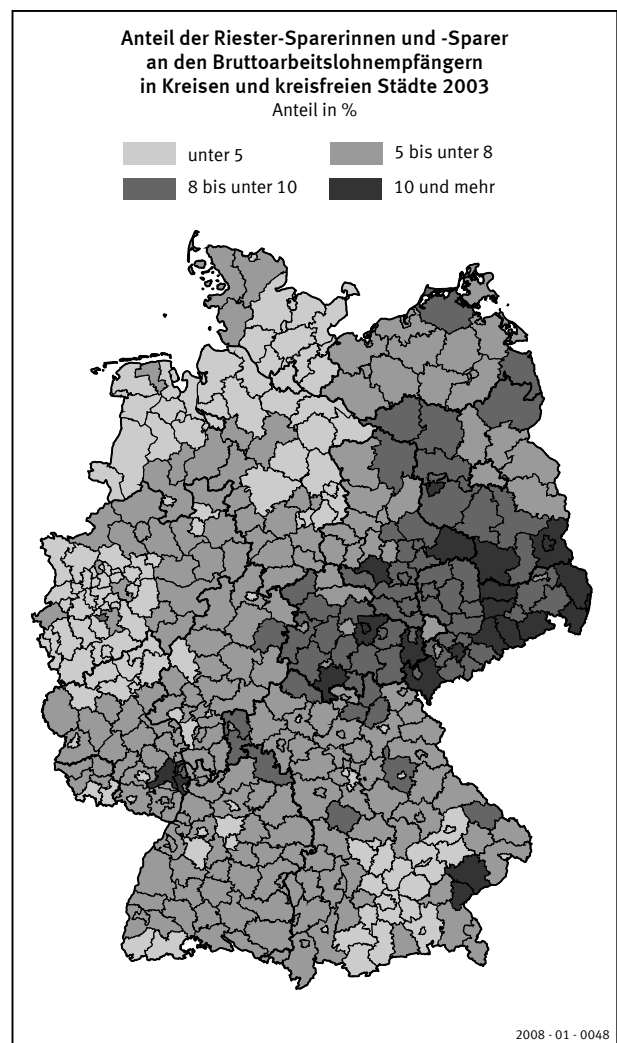 Anteil der Riester-Sparerinnen und -Sparer
an den Bruttoarbeitslohnempfängern
in Kreisen und kreisfreien Städte 2003
Anteil in %
unter 5
5 bis unter 8
8 bis unter 10
10 und mehr
2008 - 01 - 0048